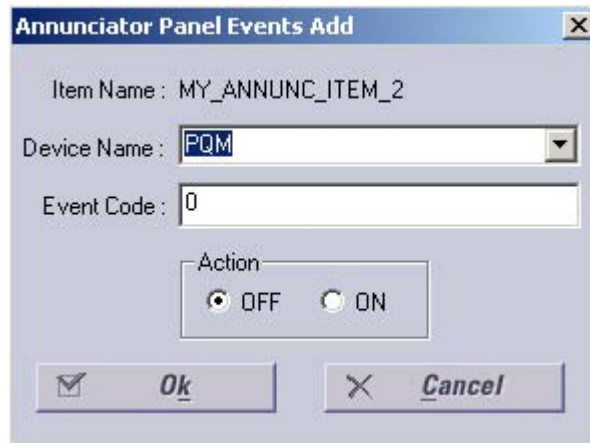 Annunciator Panel Events Add
Item Name : MY_ANNUNC_ITEM_2
Device Name : PQM
Event Code : 0
Action
OFF ON
Ok Cancel